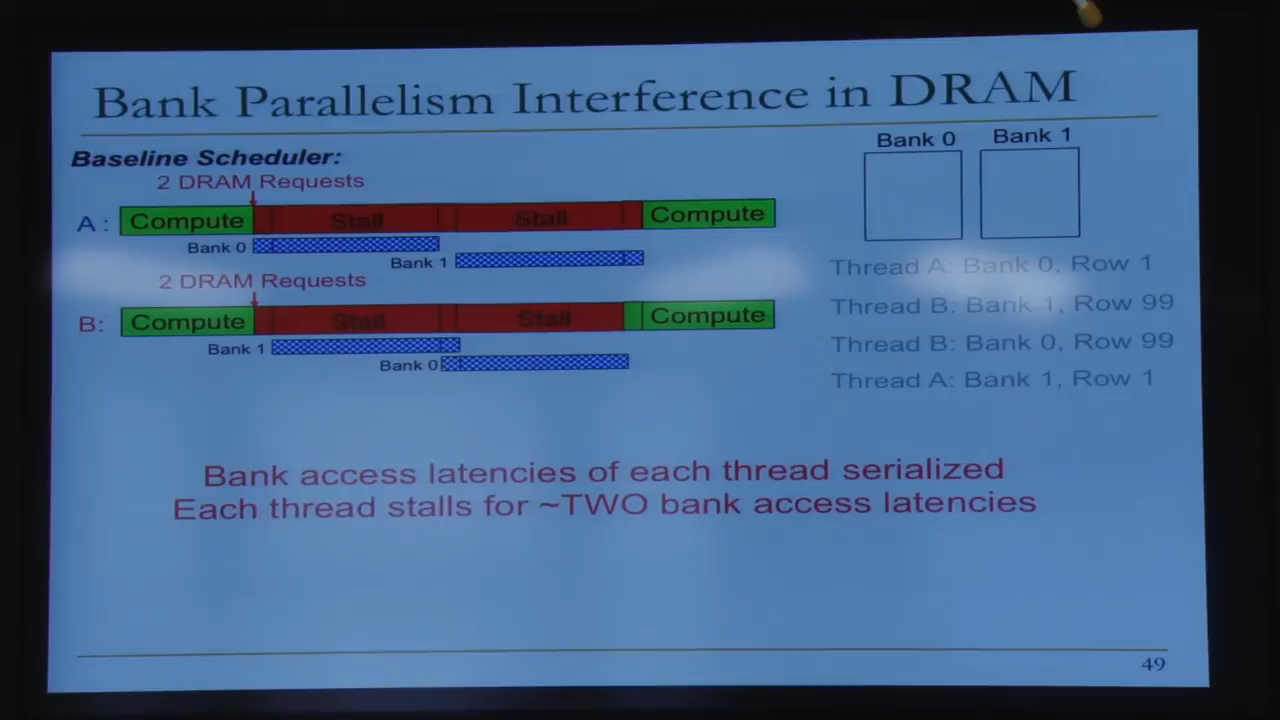 Bank Parallelism Interference in DRAM
Bank 0 Bank 1
Baseline Scheduler:
2 DRAM Requests
A : Compute Stall Stall Compute
Bank 0
Bank 1
2 DRAM Requests
B: Compute Stall Stall Compute
Bank 1
Bank 0
Thread A: Bank 0, Row 1
Thread B: Bank 1, Row 99
Thread B: Bank 0, Row 99
Thread A: Bank 1, Row 1
Bank access latencies of each thread serialized
Each thread stalls for ~TWO bank access latencies
49